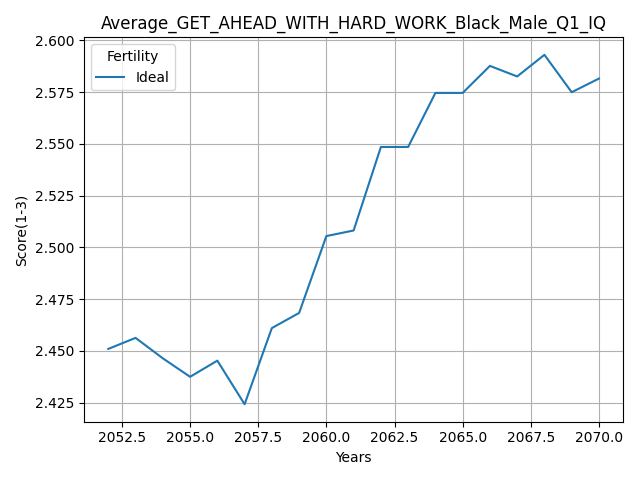 Average_GET_AHEAD_WITH_HARD_WORK_Black_Male_Q1_IQ
Fertility
Ideal
2.600
2.575
2.550
2.525
2.500
2.475
2.450
2.425
Score(1-3)
2052.5 2055.0 2057.5 2060.0 2062.5 2065.0 2067.5 2070.0
Years